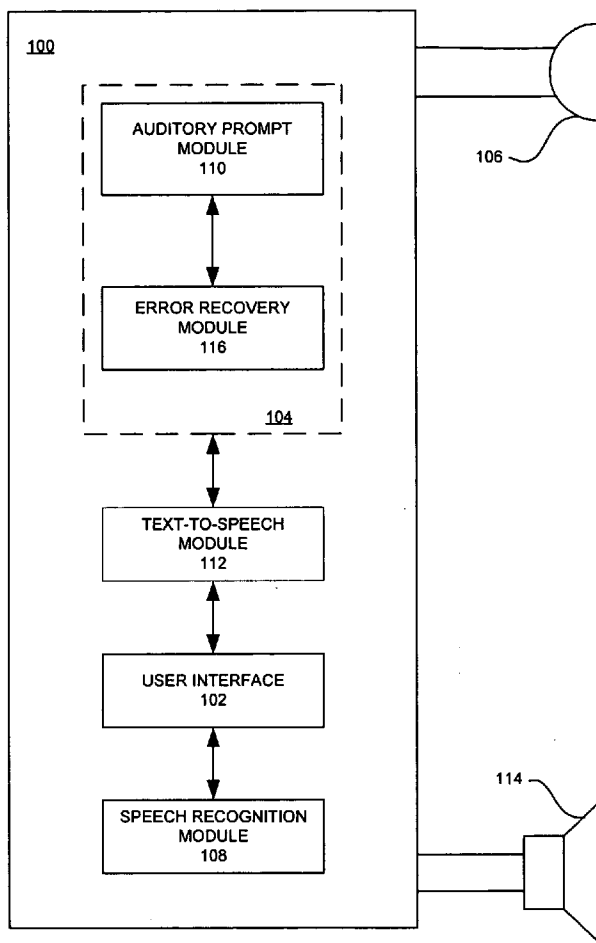 100
AUDITORY PROMPT
MODULE
110
106
ERROR RECOVERY
MODULE
116
104
TEXT-TO-SPEECH
MODULE
112
USER INTERFACE
102
114
SPEECH RECOGNITION
MODULE
108